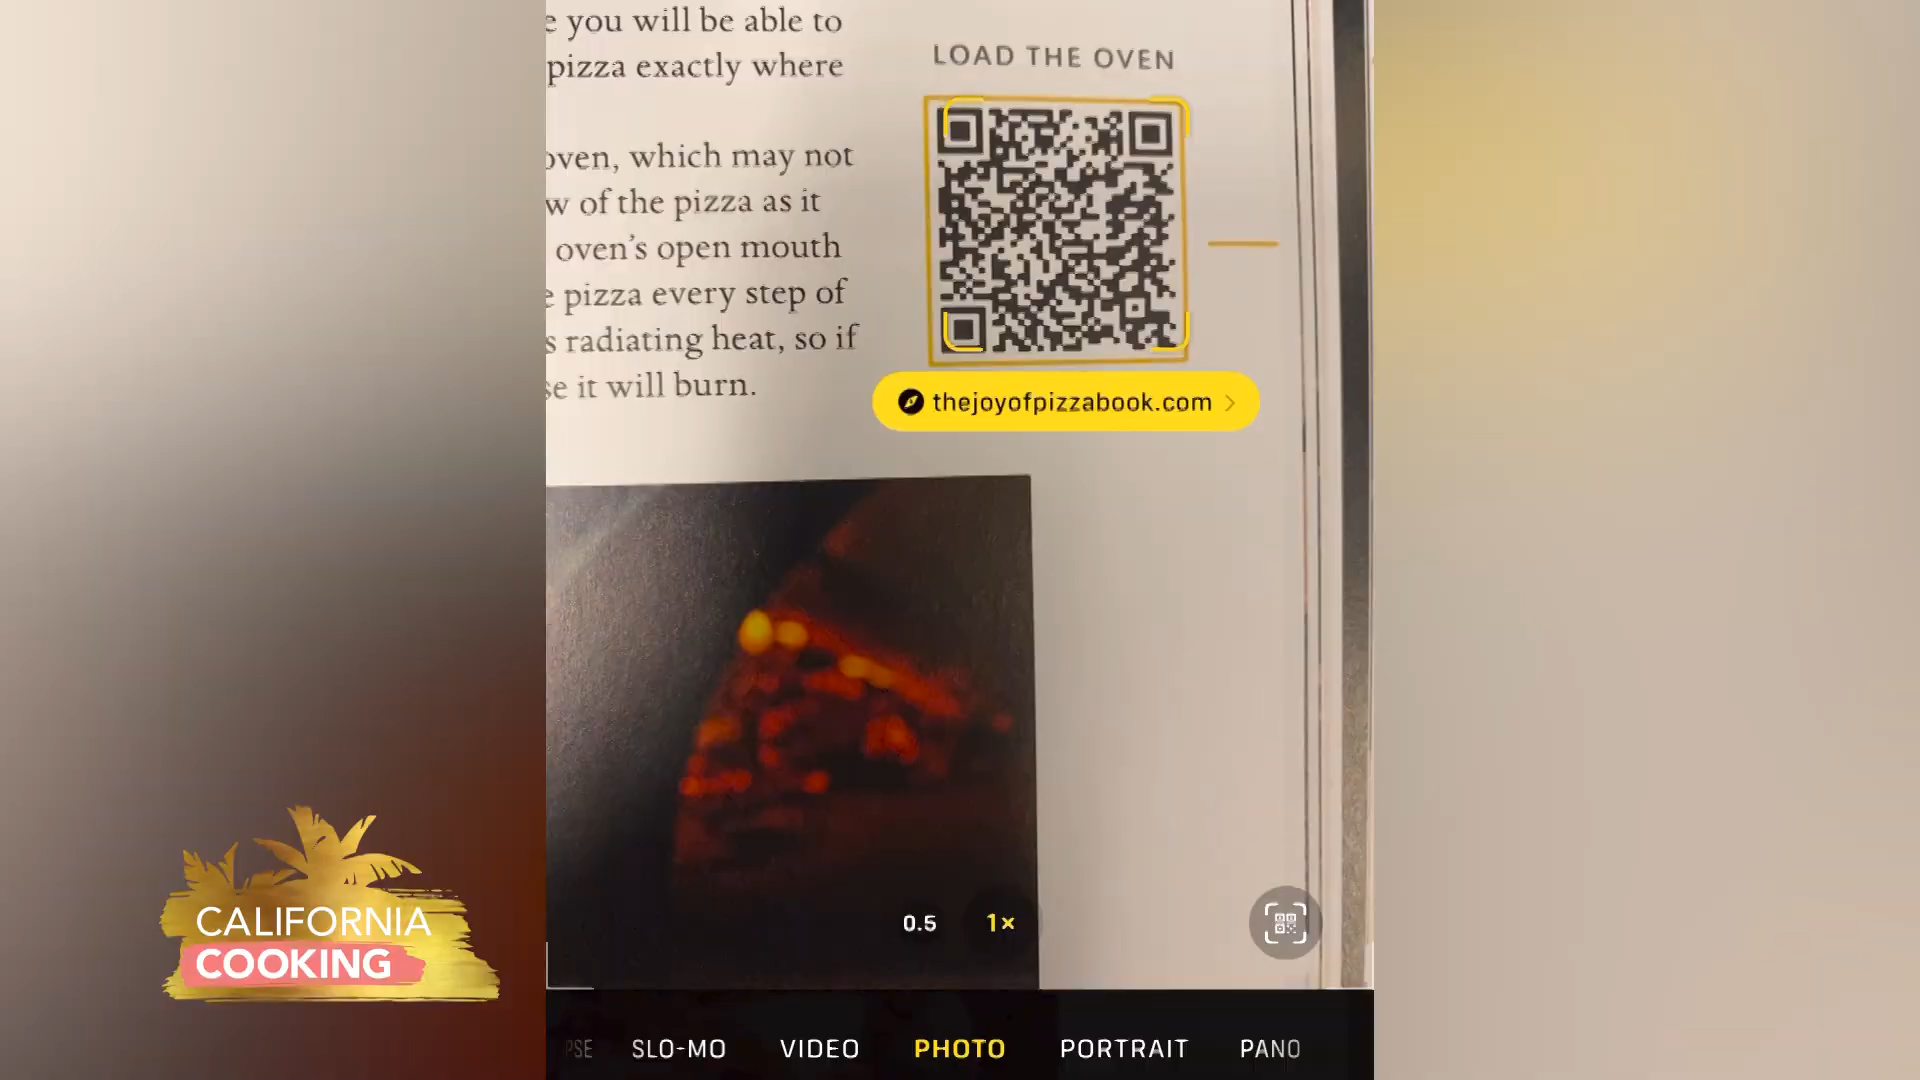 e you will be able to
pizza exactly where
oven, which may not
w of the pizza as it
oven's open mouth
e pizza every step of
s radiating heat, so if
se it will burn.
LOAD THE OVEN
thejoyofpizzabook.com
0.5 1×
PSE SLO-MO VIDEO PHOTO PORTRAIT PANO
CALIFORNIA
COOKING